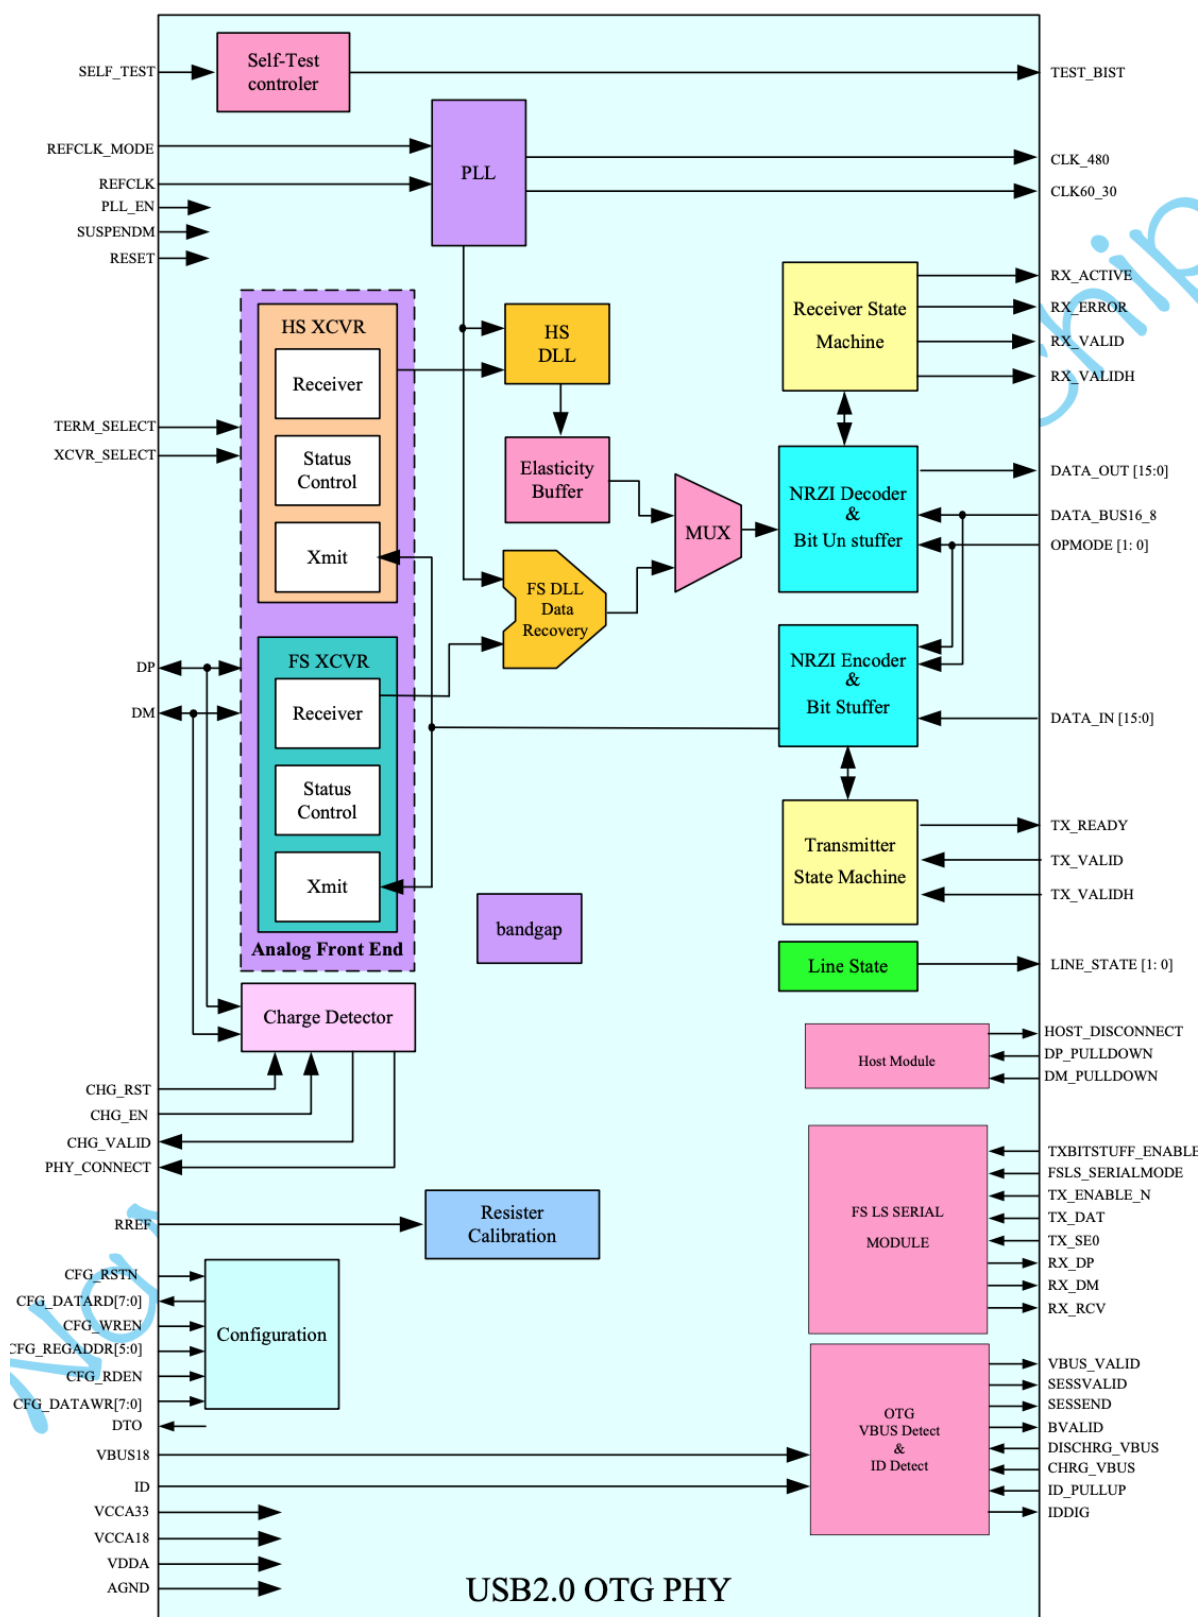 SELF_TEST
Self-Test
controler
TEST_BIST
REFCLK_MODE
PLL
CLK_480
REFCLK
CLK60_30
PLL_EN
SUSPENDM
RESET
RX_ACTIVE
HS XCVR
HS
DLL
Receiver State
Machine
RX_ERROR
RX_VALID
RX_VALIDH
Receiver
TERM_SELECT
XCVR_SELECT
Status
Control
Elasticity
Buffer
NRZI Decoder
&
Bit Un stuffer
DATA_OUT [15:0]
DATA_BUS16_8
OPMODE [1: 0]
MUX
Xmit
FS DLL
Data
Recovery
DP
FS XCVR
NRZI Encoder
&
Bit Stuffer
DM
Receiver
DATA_IN [15:0]
Status
Control
Transmitter
State Machine
TX_READY
TX_VALID
TX_VALIDH
Xmit
Analog Front End
bandgap
Line State
LINE_STATE [1: 0]
Charge Detector
Host Module
HOST_DISCONNECT
DP_PULLDOWN
DM_PULLDOWN
CHG_RST
CHG_EN
CHG_VALID
PHY_CONNECT
FS LS SERIAL
MODULE
TXBITSTUFF_ENABLE
FSLS_SERIALMODE
TX_ENABLE_N
TX_DAT
TX_SE0
RX_DP
RX_DM
RX_RCV
RREF
Resister
Calibration
CFG_RSTN
CFG_DATARD[7:0]
CFG_WREN
CFG_REGADDR[5:0]
CFG_RDEN
CFG_DATAWR[7:0]
Configuration
DTO
OTG
VBUS Detect
&
ID Detect
VBUS_VALID
SESSVALID
SESSEND
BVALID
DISCHRG_VBUS
CHRG_VBUS
ID_PULLUP
IDDIG
VBUS18
ID
VCCA33
VCCA18
VDDA
AGND
USB2.0 OTG PHY